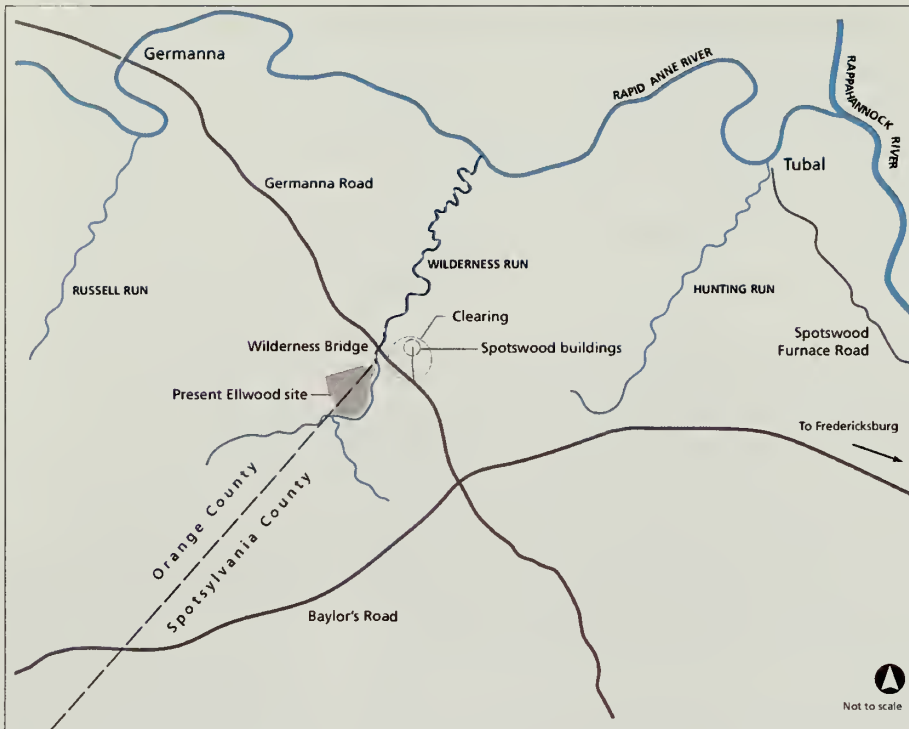 Germanna
RAPID ANNE RIVER
RAPPAHANNOCK
RIVER
Tubal
Germanna Road
WILDERNESS RUN
RUSSELL RUN
HUNTING RUN
Clearing
Wilderness Bridge
Spotswood buildings
Spotswood
Furnace Road
Present Ellwood site
To Fredericksburg
Orange County
Spotsylvania County
Baylor's Road
Not to scale